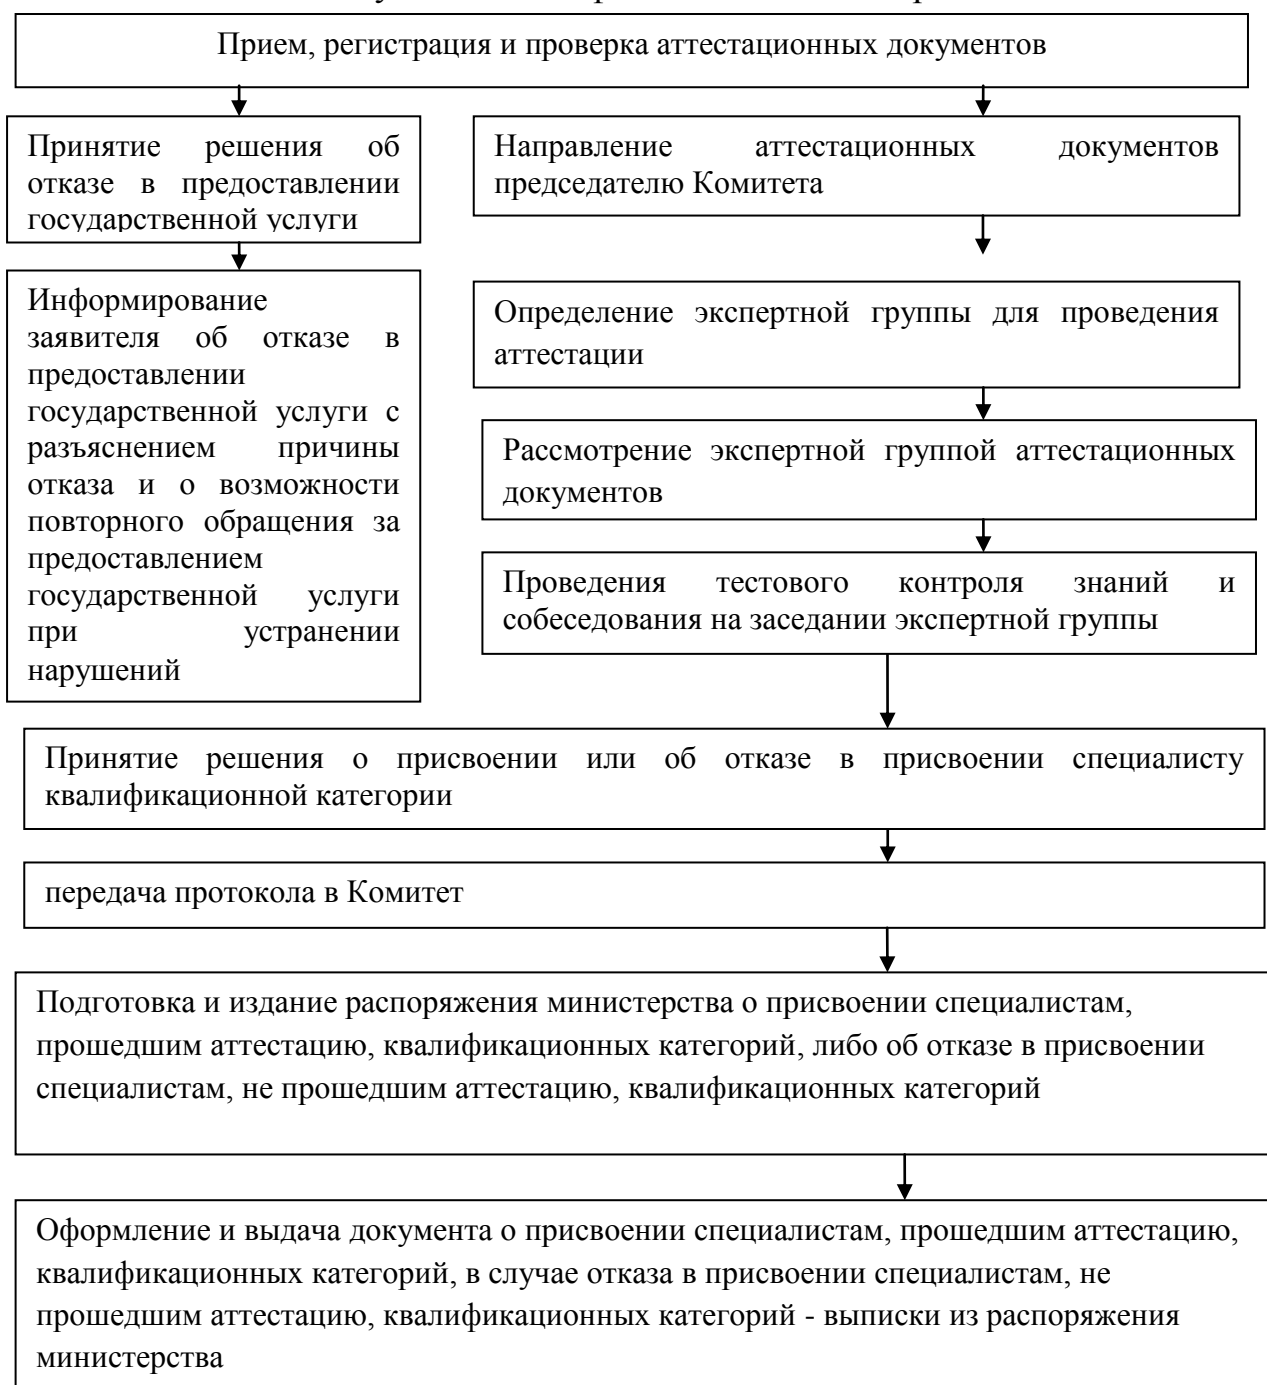 Прием, регистрация и проверка аттестационных документов
Принятие решения об
отказе в предоставлении
государственной услуги
Направление аттестационных документов
председателю Комитета
Информирование
заявителя об отказе в
предоставлении
государственной услуги с
разъяснением причины
отказа и о возможности
повторного обращения за
предоставлением
государственной услуги
при устранении
нарушений
Определение экспертной группы для проведения
аттестации
Рассмотрение экспертной группой аттестационных
документов
Проведения тестового контроля знаний и
собеседования на заседании экспертной группы
Принятие решения о присвоении или об отказе в присвоении специалисту
квалификационной категории
передача протокола в Комитет
Подготовка и издание распоряжения министерства о присвоении специалистам,
прошедшим аттестацию, квалификационных категорий, либо об отказе в присвоении
специалистам, не прошедшим аттестацию, квалификационных категорий
Оформление и выдача документа о присвоении специалистам, прошедшим аттестацию,
квалификационных категорий, в случае отказа в присвоении специалистам, не
прошедшим аттестацию, квалификационных категорий - выписки из распоряжения
министерства